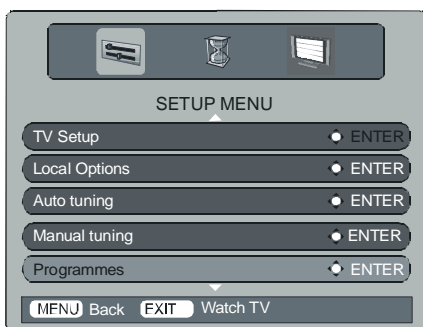 SETUP MENU
TV Setup ENTER
Local Options ENTER
Auto tuning ENTER
Manual tuning ENTER
Programmes ENTER
MENU Back EXIT Watch TV